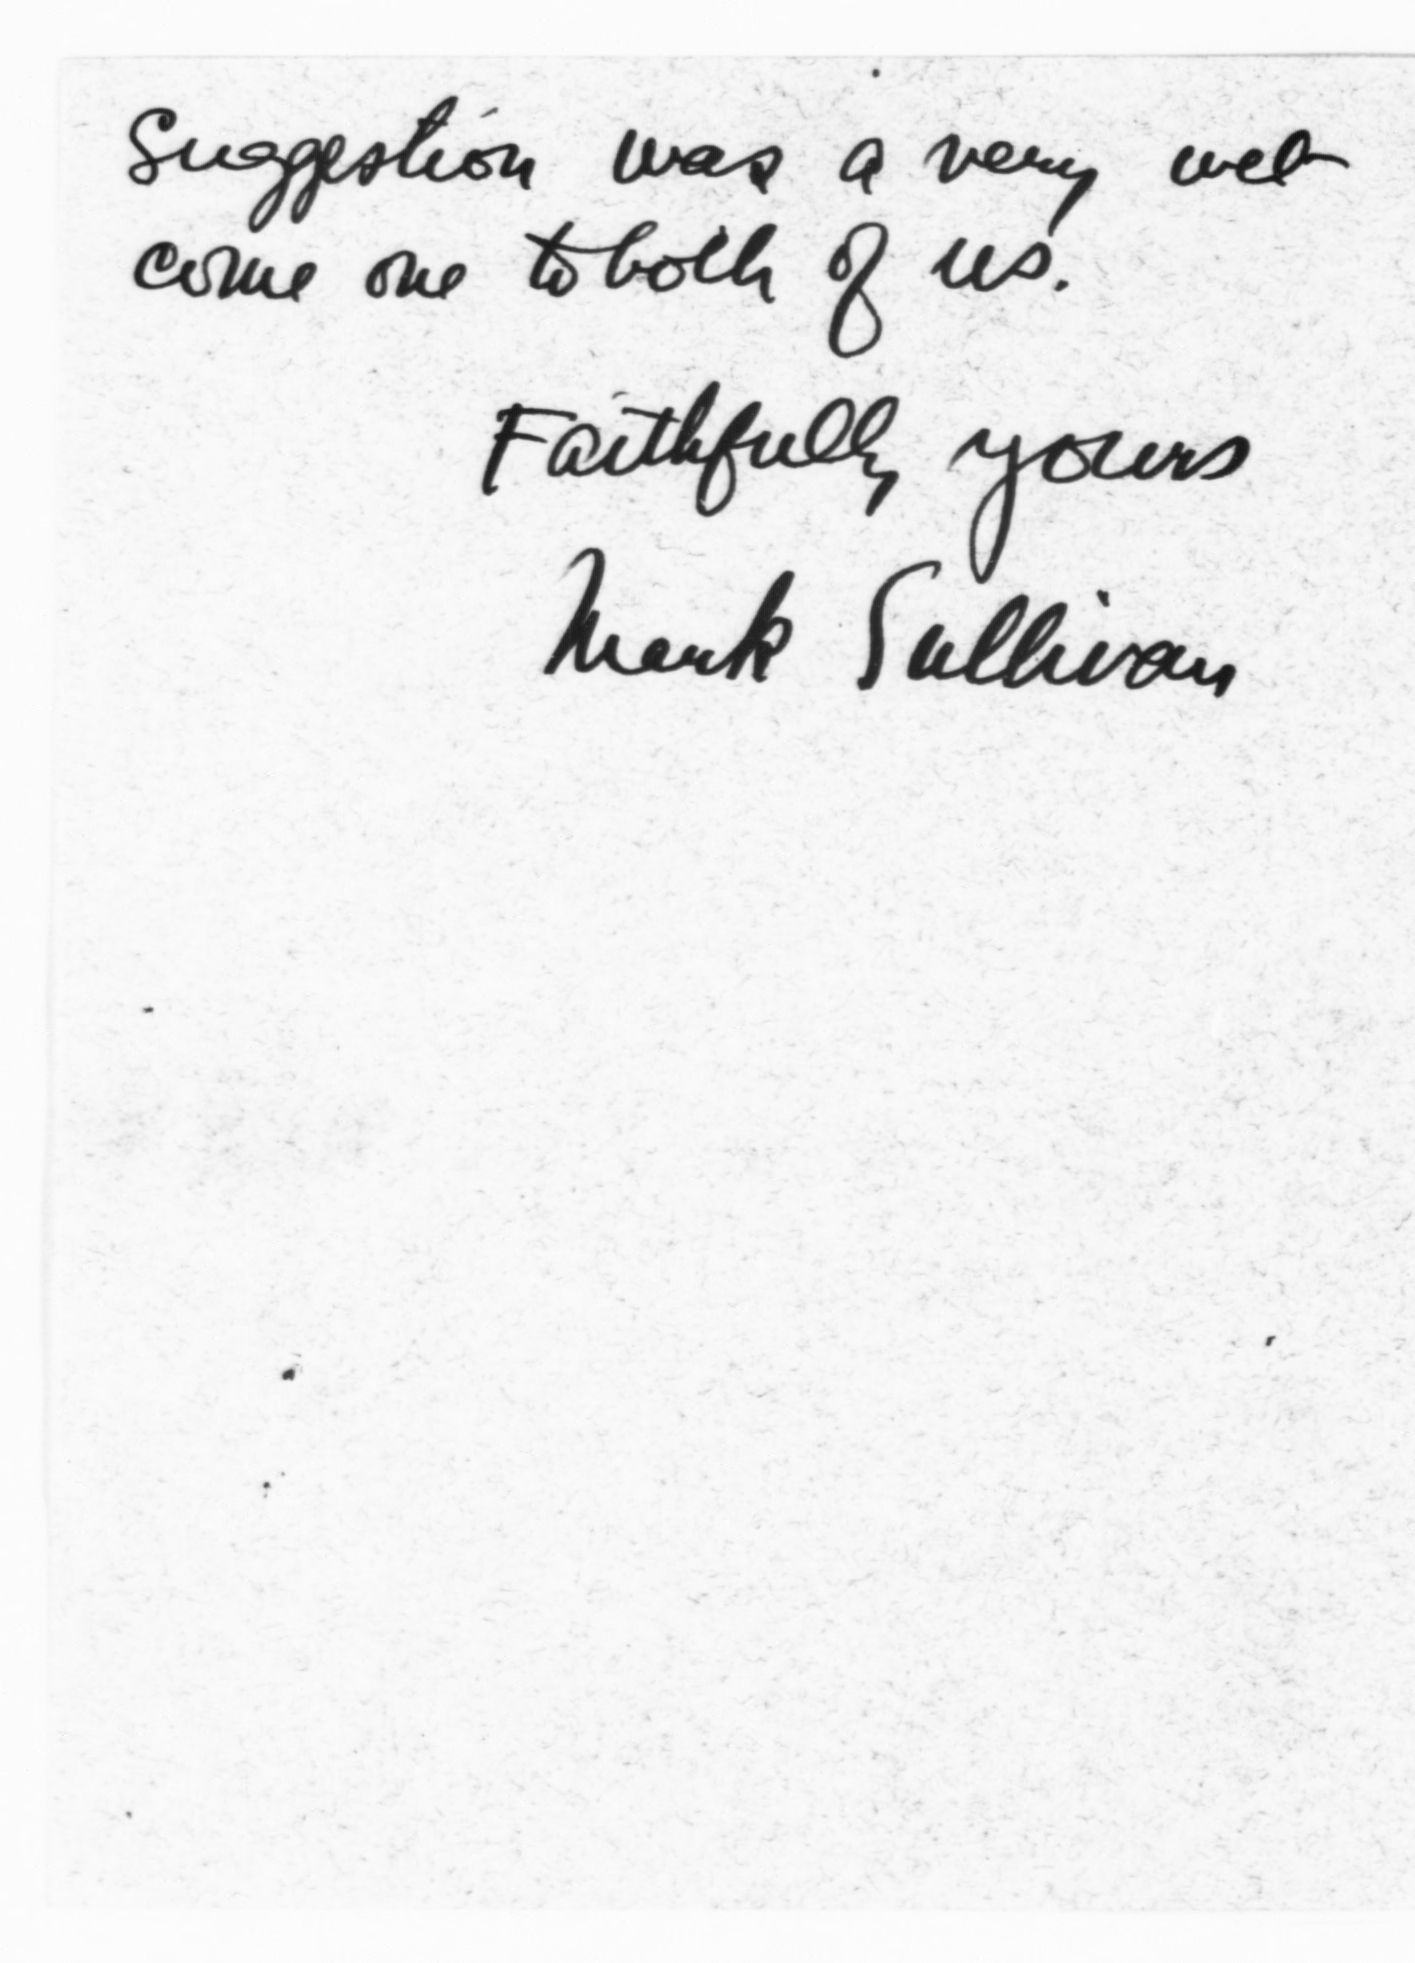 Suggestion was a very wel-
come one to both of us.
Faithfully yours
Mark Sullivan